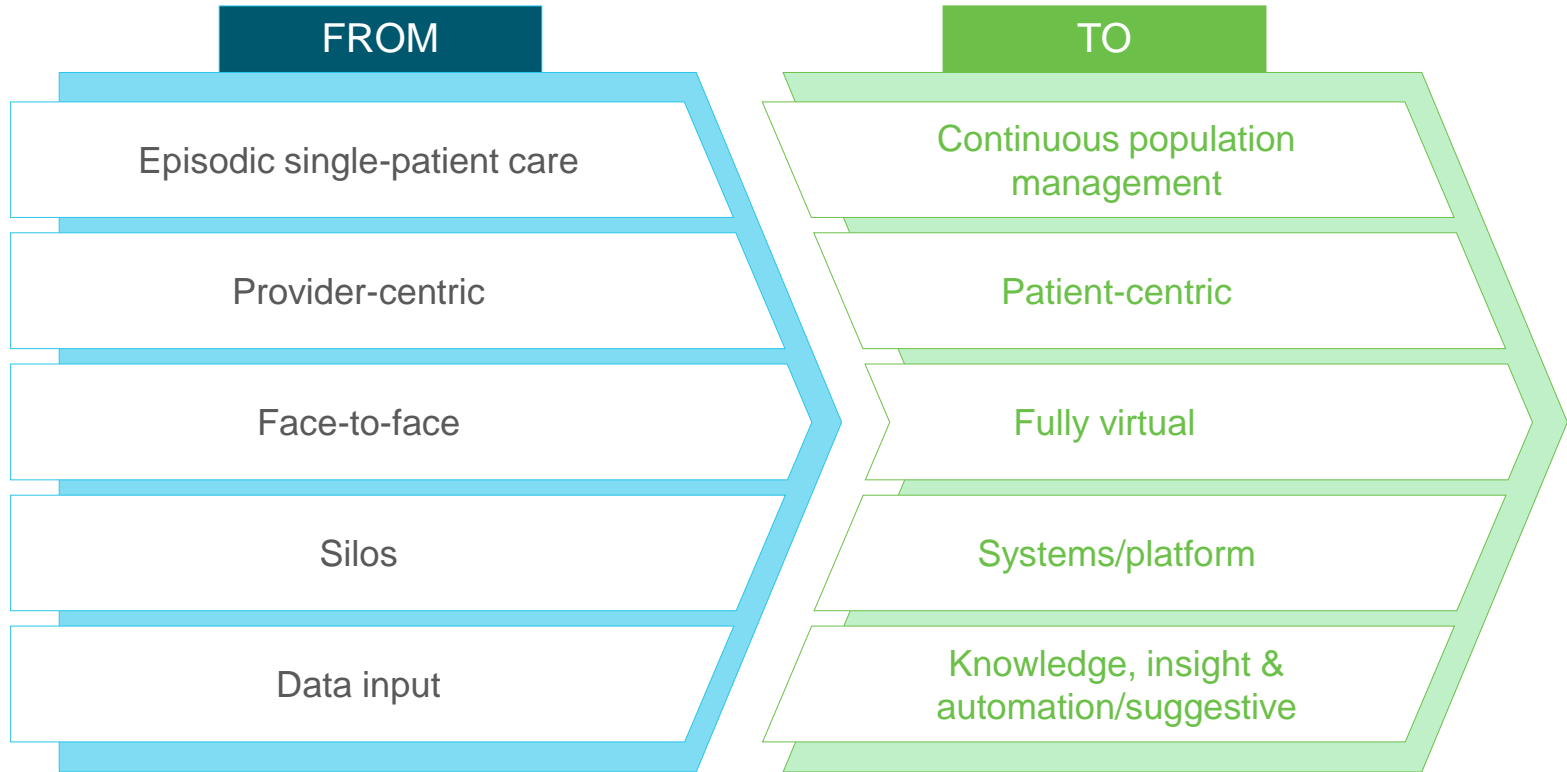 FROM
TO
Episodic single-patient care
Continuous population
management
Provider-centric
Patient-centric
Face-to-face
Fully virtual
Silos
Systems/platform
Data input
Knowledge, insight &
automation/suggestive